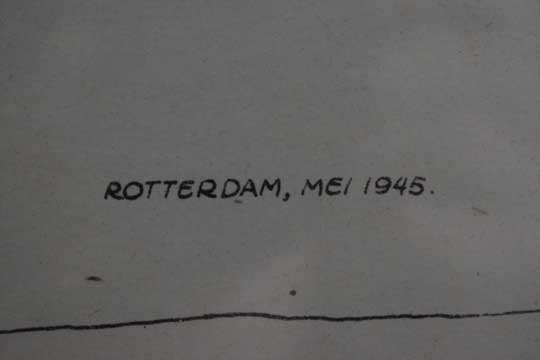 ROTTERDAM, MEI 1945.